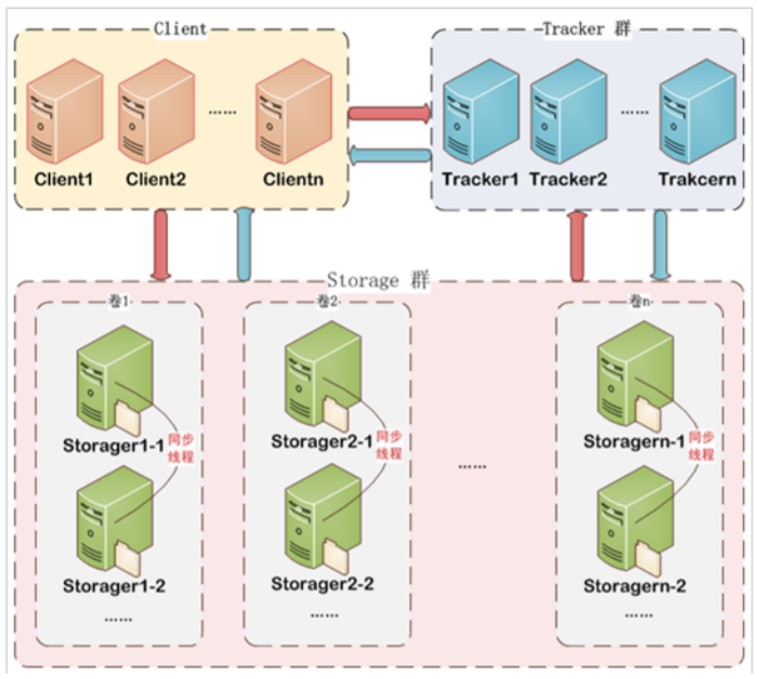 Client
Tracker 群
......
......
Client1
Client2
Clientn
Tracker1
Tracker2
Trakcern
Storage 群
卷1
卷2
卷n
Storager1-1
同步
线程
Storager2-1
同步
线程
Storagern-1
同步
线程
......
Storager1-2
Storager2-2
Storagern-2
......
......
......